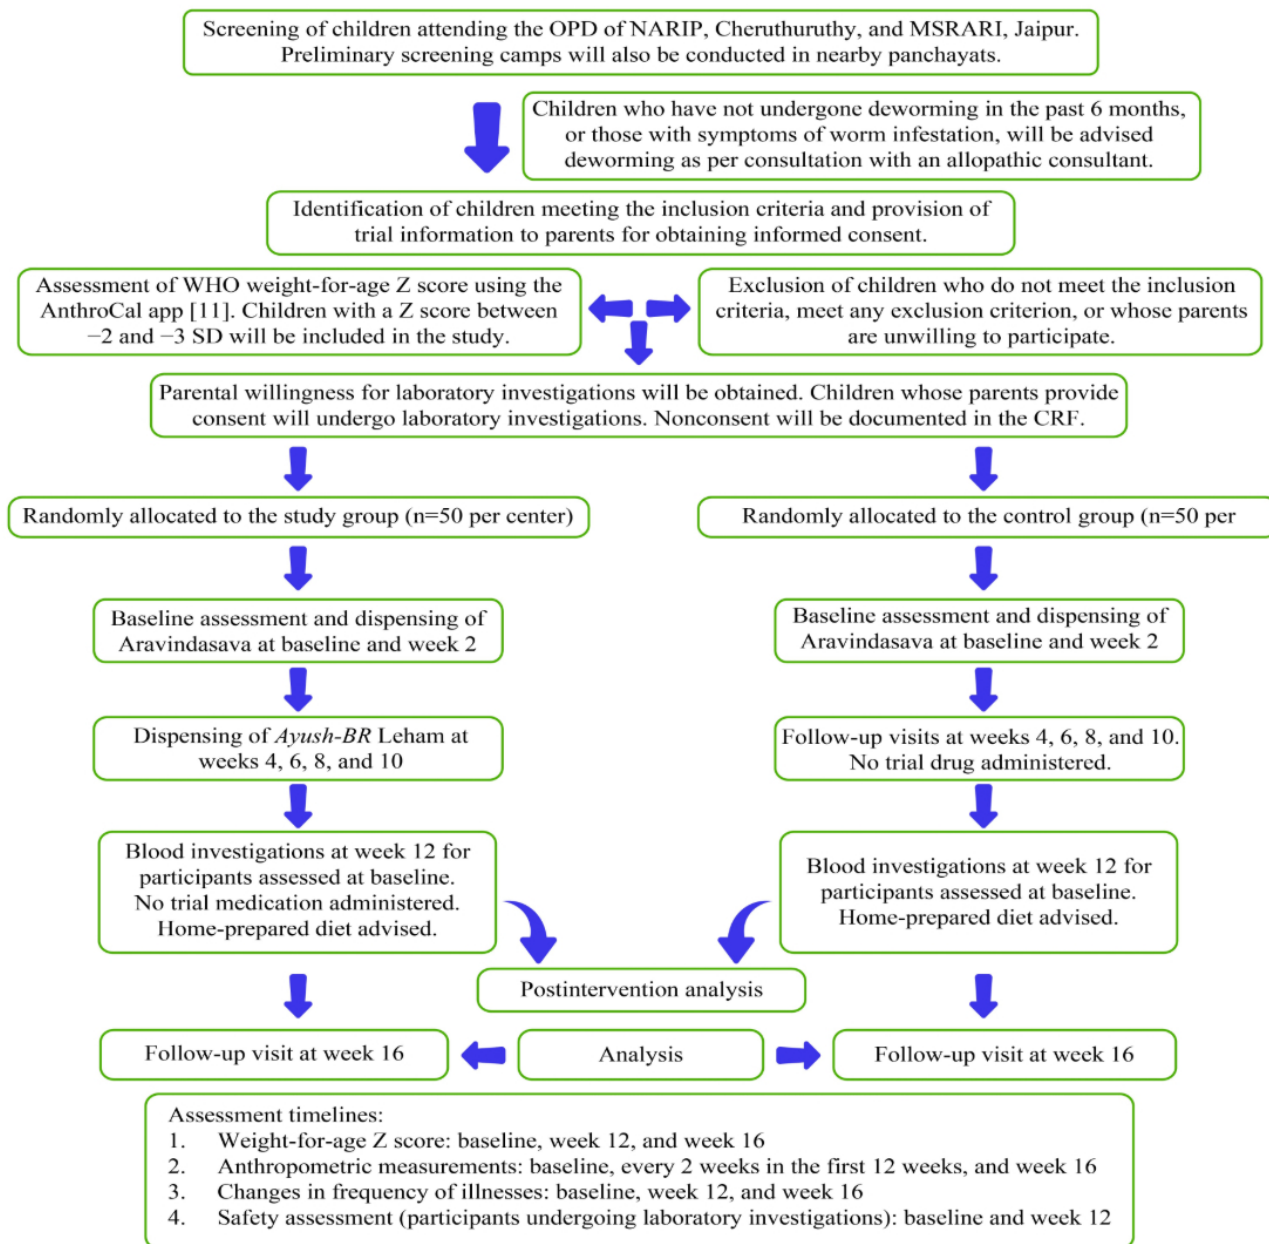 Screening of children attending the OPD of NARIP, Cheruthuruthy, and MSRARI, Jaipur.
Preliminary screening camps will also be conducted in nearby panchayats.
Children who have not undergone deworming in the past 6 months,
or those with symptoms of worm infestation, will be advised
deworming as per consultation with an allopathic consultant.
Identification of children meeting the inclusion criteria and provision of
trial information to parents for obtaining informed consent.
Assessment of WHO weight-for-age Z score using the
AnthroCal app [11]. Children with a Z score between
−2 and −3 SD will be included in the study.
Exclusion of children who do not meet the inclusion
criteria, meet any exclusion criterion, or whose parents
are unwilling to participate.
Parental willingness for laboratory investigations will be obtained. Children whose parents provide
consent will undergo laboratory investigations. Nonconsent will be documented in the CRF.
Randomly allocated to the study group (n=50 per center)
Randomly allocated to the control group (n=50 per
Baseline assessment and dispensing of
Aravindasava at baseline and week 2
Baseline assessment and dispensing of
Aravindasava at baseline and week 2
Dispensing of Ayush-BR Leham at
weeks 4, 6, 8, and 10
Follow-up visits at weeks 4, 6, 8, and 10.
No trial drug administered.
Blood investigations at week 12 for
participants assessed at baseline.
No trial medication administered.
Home-prepared diet advised.
Blood investigations at week 12 for
participants assessed at baseline.
Home-prepared diet advised.
Postintervention analysis
Follow-up visit at week 16
Analysis
Follow-up visit at week 16
Assessment timelines:
1. Weight-for-age Z score: baseline, week 12, and week 16
2. Anthropometric measurements: baseline, every 2 weeks in the first 12 weeks, and week 16
3. Changes in frequency of illnesses: baseline, week 12, and week 16
4. Safety assessment (participants undergoing laboratory investigations): baseline and week 12